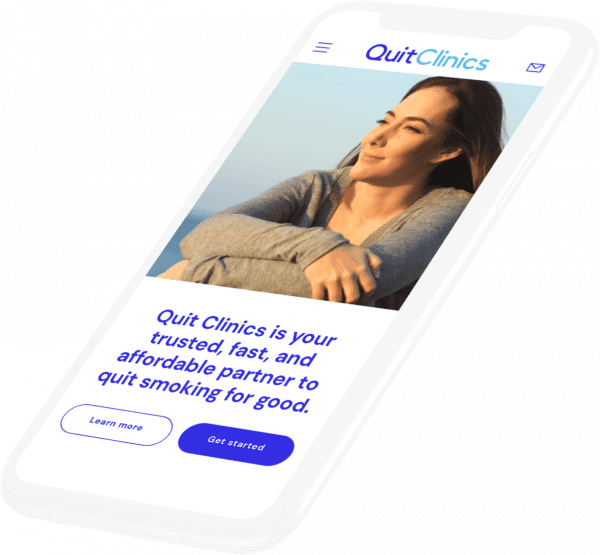 QuitClinics
Quit Clinics is your
trusted, fast, and
affordable partner to
quit smoking for good.
Learn more
Get started